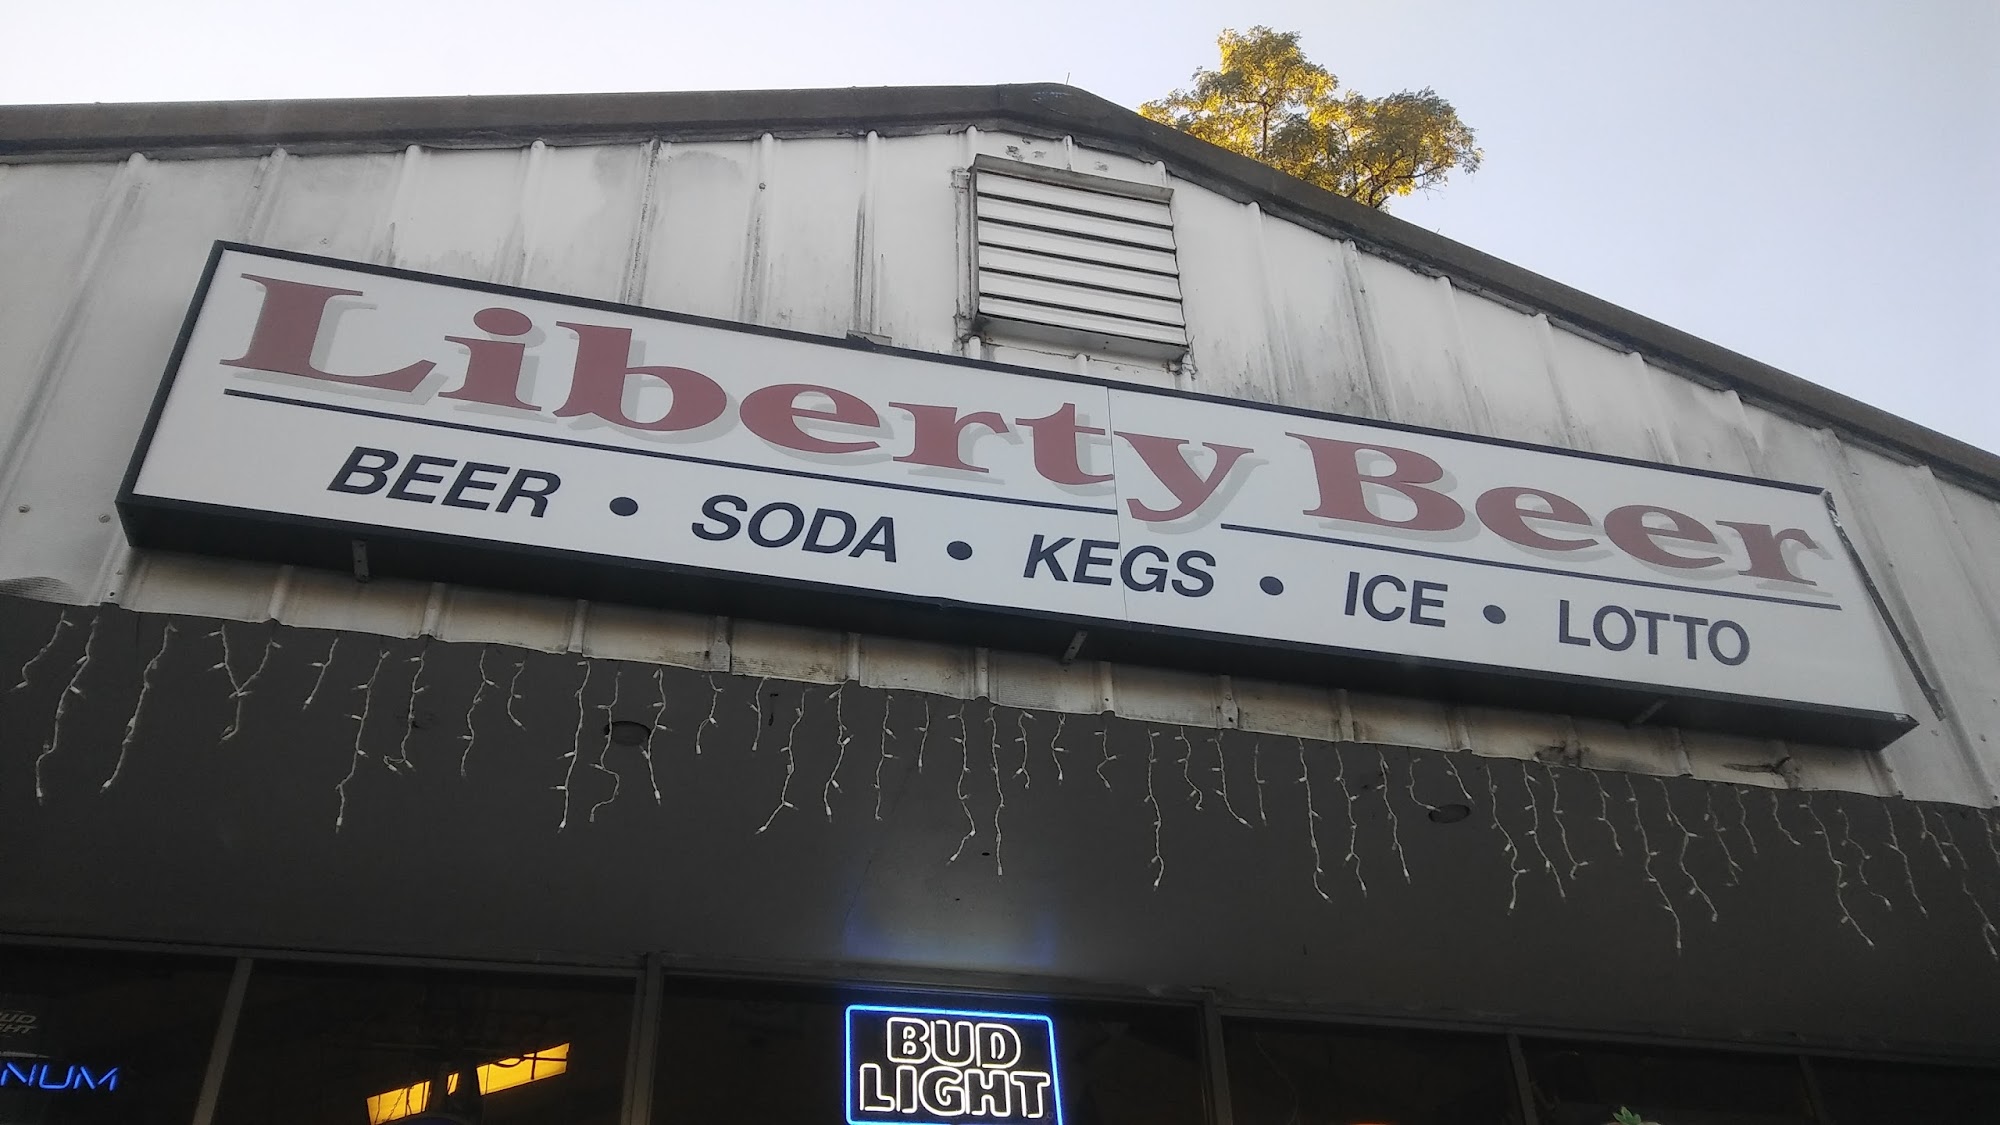 Liberty Beer
BEER • SODA • KEGS • ICE • LOTTO
BUD
LIGHT
NUM